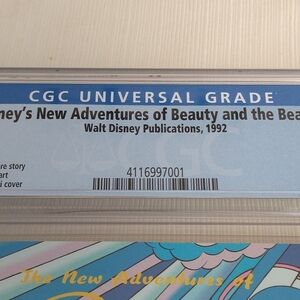 CGC UNIVERSAL GRADE
ney's New Adventures of Beauty and the Bea
Walt Disney Publications, 1992
re story
art
i cover
4116997001
The New Adventures of